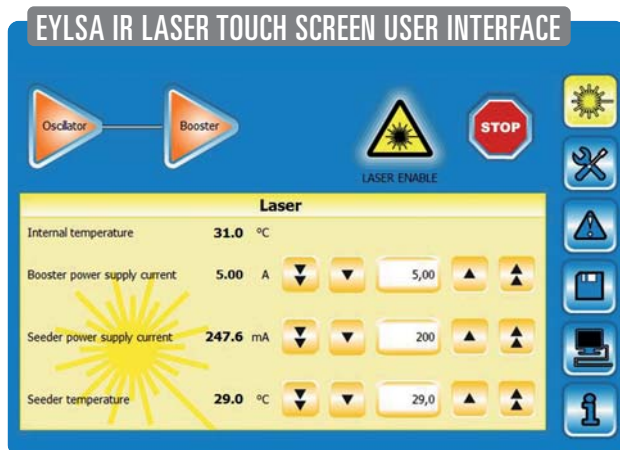 EYLSA IR LASER TOUCH SCREEN USER INTERFACE
Oscillator Booster
STOP
LASER ENABLE
Laser
Internal temperature 31.0 ºC
Booster power supply current 5.00 A 5,00
Seeder power supply current 247.6 mA 200
Seeder temperature 29.0 ºC 29,0
i